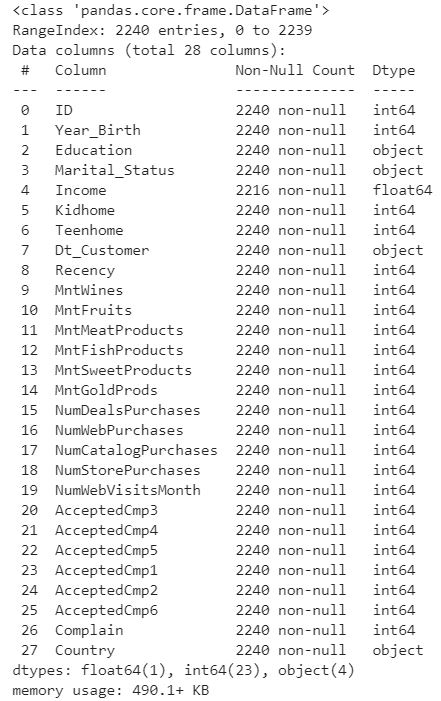 <class 'pandas.core.frame.DataFrame'>
RangeIndex: 2240 entries, 0 to 2239
Data columns (total 28 columns):
 #   Column               Non-Null Count  Dtype
---  ------               --------------  -----
 0   ID                   2240 non-null   int64
 1   Year_Birth           2240 non-null   int64
 2   Education            2240 non-null   object
 3   Marital_Status       2240 non-null   object
 4   Income               2216 non-null   float64
 5   Kidhome              2240 non-null   int64
 6   Teenhome             2240 non-null   int64
 7   Dt_Customer          2240 non-null   object
 8   Recency              2240 non-null   int64
 9   MntWines             2240 non-null   int64
 10  MntFruits            2240 non-null   int64
 11  MntMeatProducts      2240 non-null   int64
 12  MntFishProducts      2240 non-null   int64
 13  MntSweetProducts     2240 non-null   int64
 14  MntGoldProds         2240 non-null   int64
 15  NumDealsPurchases    2240 non-null   int64
 16  NumWebPurchases      2240 non-null   int64
 17  NumCatalogPurchases  2240 non-null   int64
 18  NumStorePurchases    2240 non-null   int64
 19  NumWebVisitsMonth    2240 non-null   int64
 20  AcceptedCmp3         2240 non-null   int64
 21  AcceptedCmp4         2240 non-null   int64
 22  AcceptedCmp5         2240 non-null   int64
 23  AcceptedCmp1         2240 non-null   int64
 24  AcceptedCmp2         2240 non-null   int64
 25  AcceptedCmp6         2240 non-null   int64
 26  Complain             2240 non-null   int64
 27  Country              2240 non-null   object
dtypes: float64(1), int64(23), object(4)
memory usage: 490.1+ KB